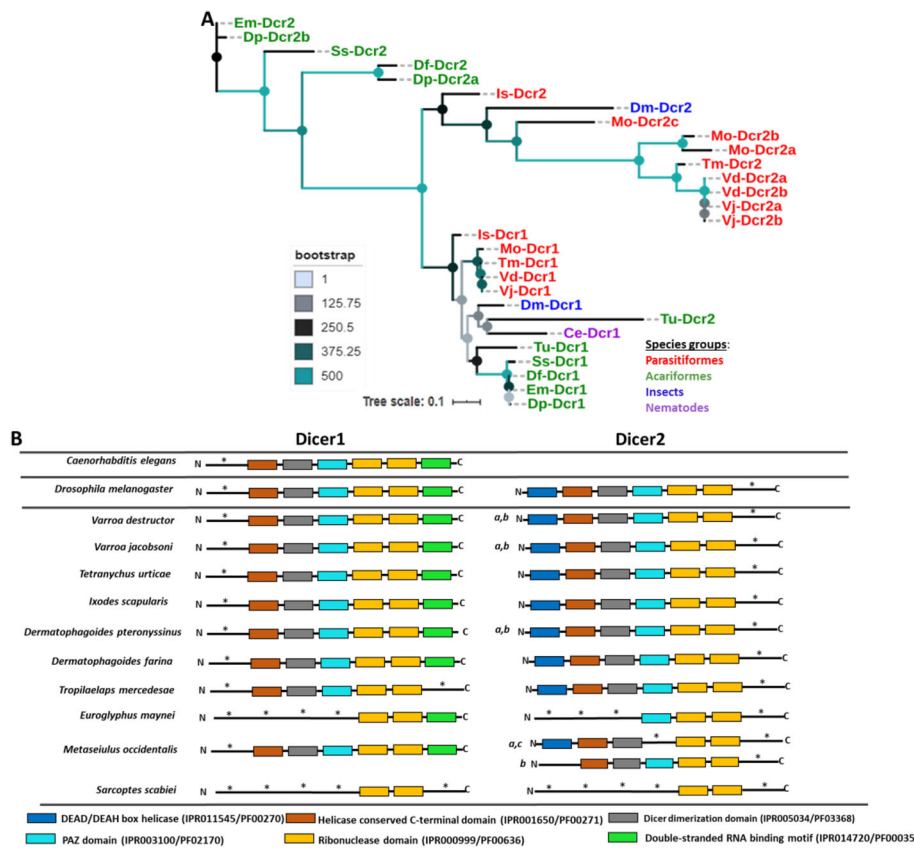 A
Em-Dcr2
Dp-Dcr2b
Ss-Dcr2
Df-Dcr2
Dp-Dcr2a
Is-Dcr2
Dm-Dcr2
Mo-Dcr2c
Mo-Dcr2b
Mo-Dcr2a
Tm-Dcr2
Vd-Dcr2a
Vd-Dcr2b
Vj-Dcr2a
Vj-Dcr2b
Is-Dcr1
Mo-Dcr1
Tm-Dcr1
Vd-Dcr1
Vj-Dcr1
Dm-Dcr1
Tu-Dcr2
Ce-Dcr1
Tu-Dcr1
Ss-Dcr1
Df-Dcr1
Em-Dcr1
Dp-Dcr1
bootstrap
1
125.75
250.5
375.25
500
Tree scale: 0.1
Species groups:
Parasitiformes
Acariformes
Insects
Nematodes
B
Dicer1 Dicer2
Caenorhabditis elegans N * C
Drosophila melanogaster N * C N * C
Varroa destructor N * C a,b N * C
Varroa jacobsoni N * C a,b N * C
Tetranychus urticae N * C N * C
Ixodes scapularis N * C N * C
Dermatophagoides pteronyssinus N * C a,b N * C
Dermatophagoides farina N * C N * C
Tropilaelaps mercedesae N * * C N * C
Euroglyphus maynei N * * * * C N * * * * C
Metaseiulus occidentalis N * C a,c N * * C
b N * C
Sarcoptes scabiei N * * * * * C N * * * * * C
DEAD/DEAH box helicase (IPR011545/PF00270) Helicase conserved C-terminal domain (IPR001650/PF00271) Dicer dimerization domain (IPR005034/PF03368)
PAZ domain (IPR003100/PF02170) Ribonuclease domain (IPR000999/PF00636) Double-stranded RNA binding motif (IPR014720/PF00035